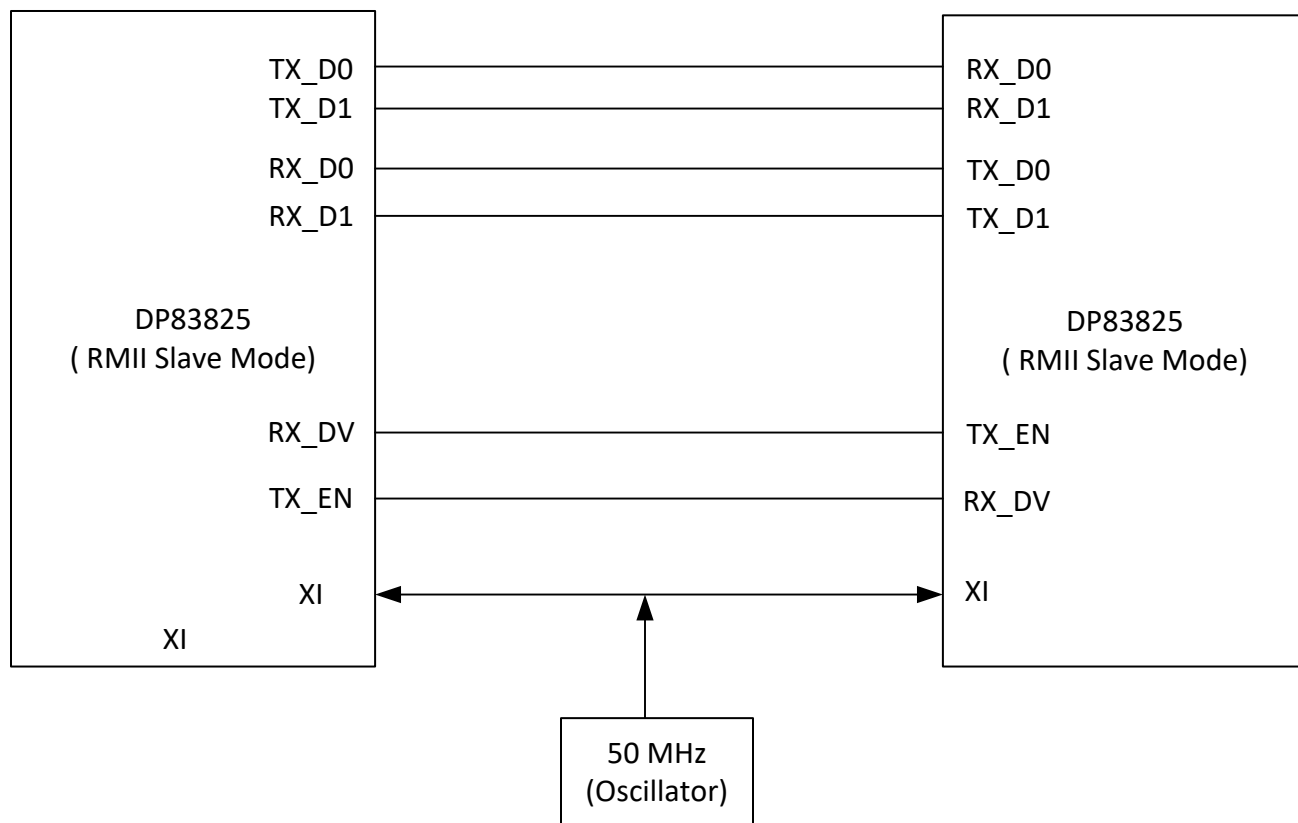 TX_D0
TX_D1
RX_D0
RX_D1
DP83825
( RMII Slave Mode)
RX_DV
TX_EN
XI
XI
RX_D0
RX_D1
TX_D0
TX_D1
DP83825
( RMII Slave Mode)
TX_EN
RX_DV
XI
50 MHz
(Oscillator)